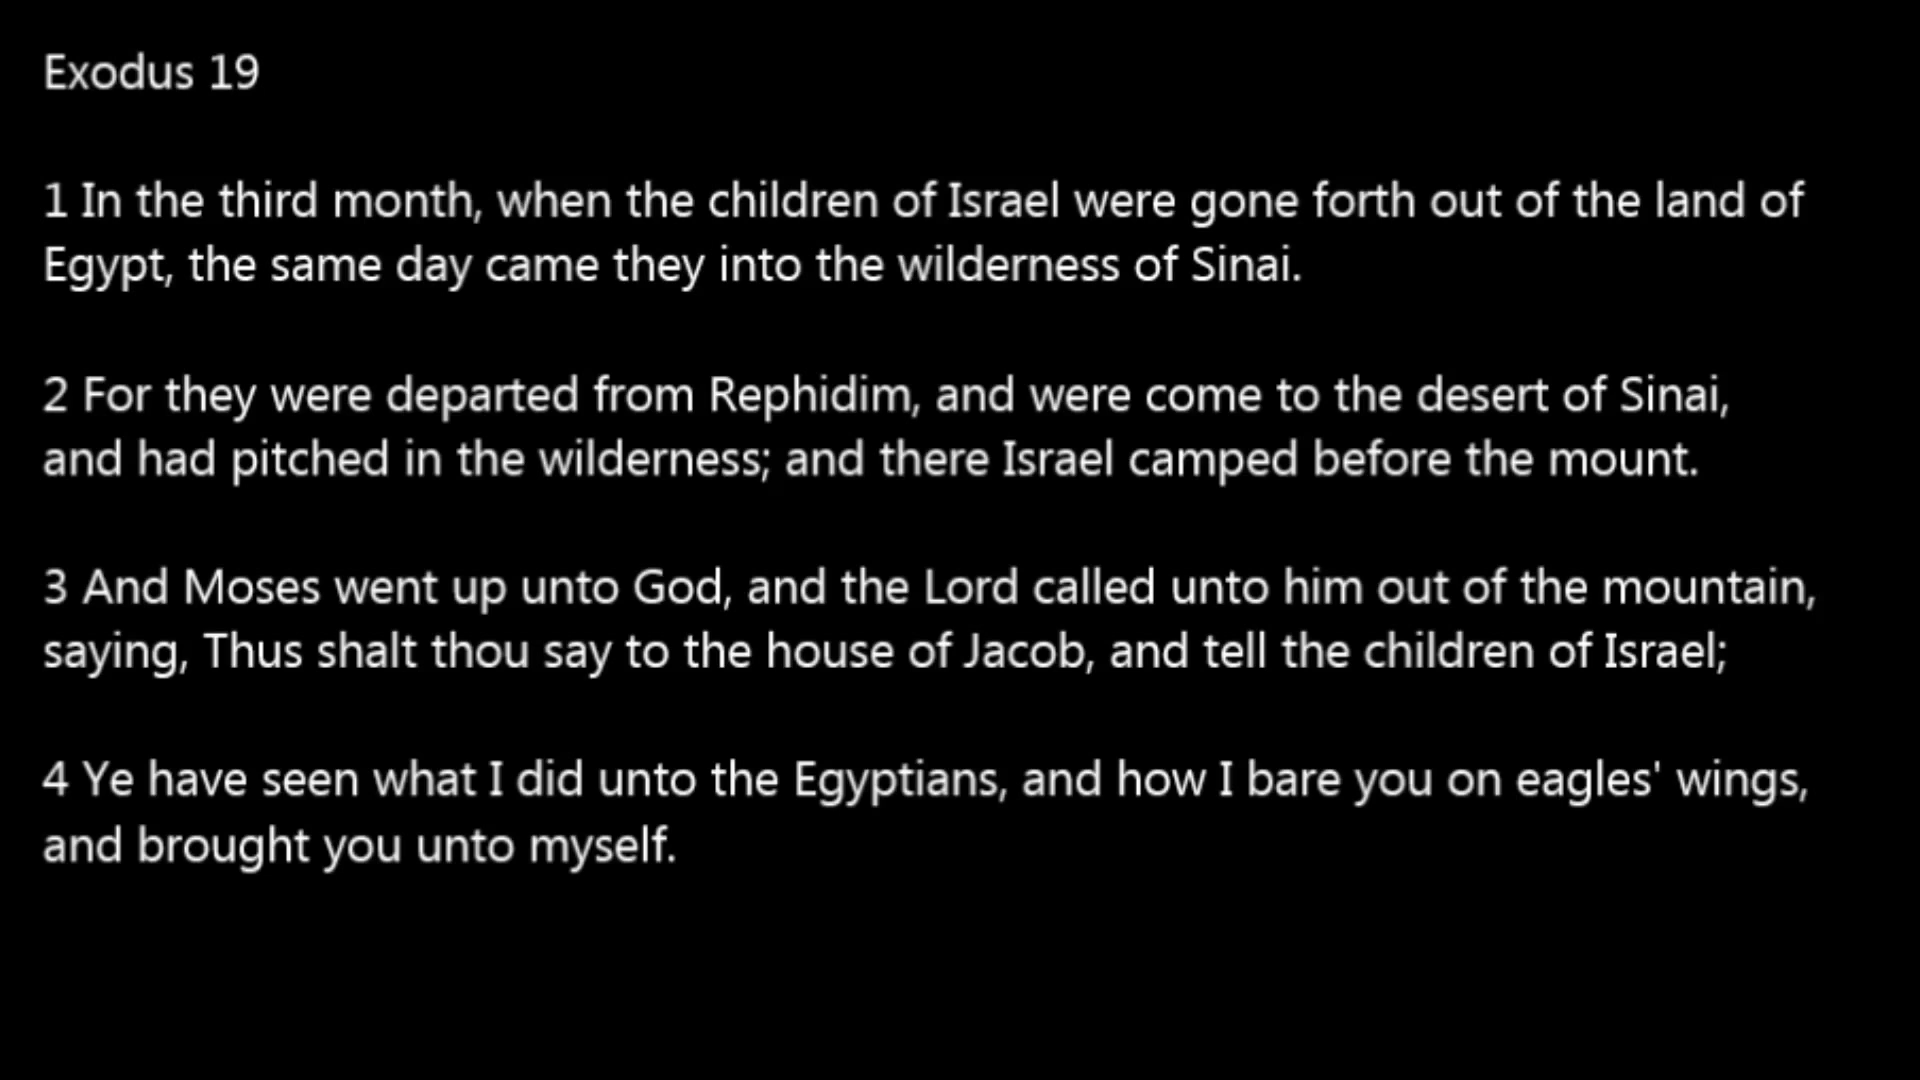 Exodus 19
1 In the third month, when the children of Israel were gone forth out of the land of
Egypt, the same day came they into the wilderness of Sinai.
2 For they were departed from Rephidim, and were come to the desert of Sinai,
and had pitched in the wilderness; and there Israel camped before the mount.
3 And Moses went up unto God, and the Lord called unto him out of the mountain,
saying, Thus shalt thou say to the house of Jacob, and tell the children of Israel;
4 Ye have seen what I did unto the Egyptians, and how I bare you on eagles' wings,
and brought you unto myself.